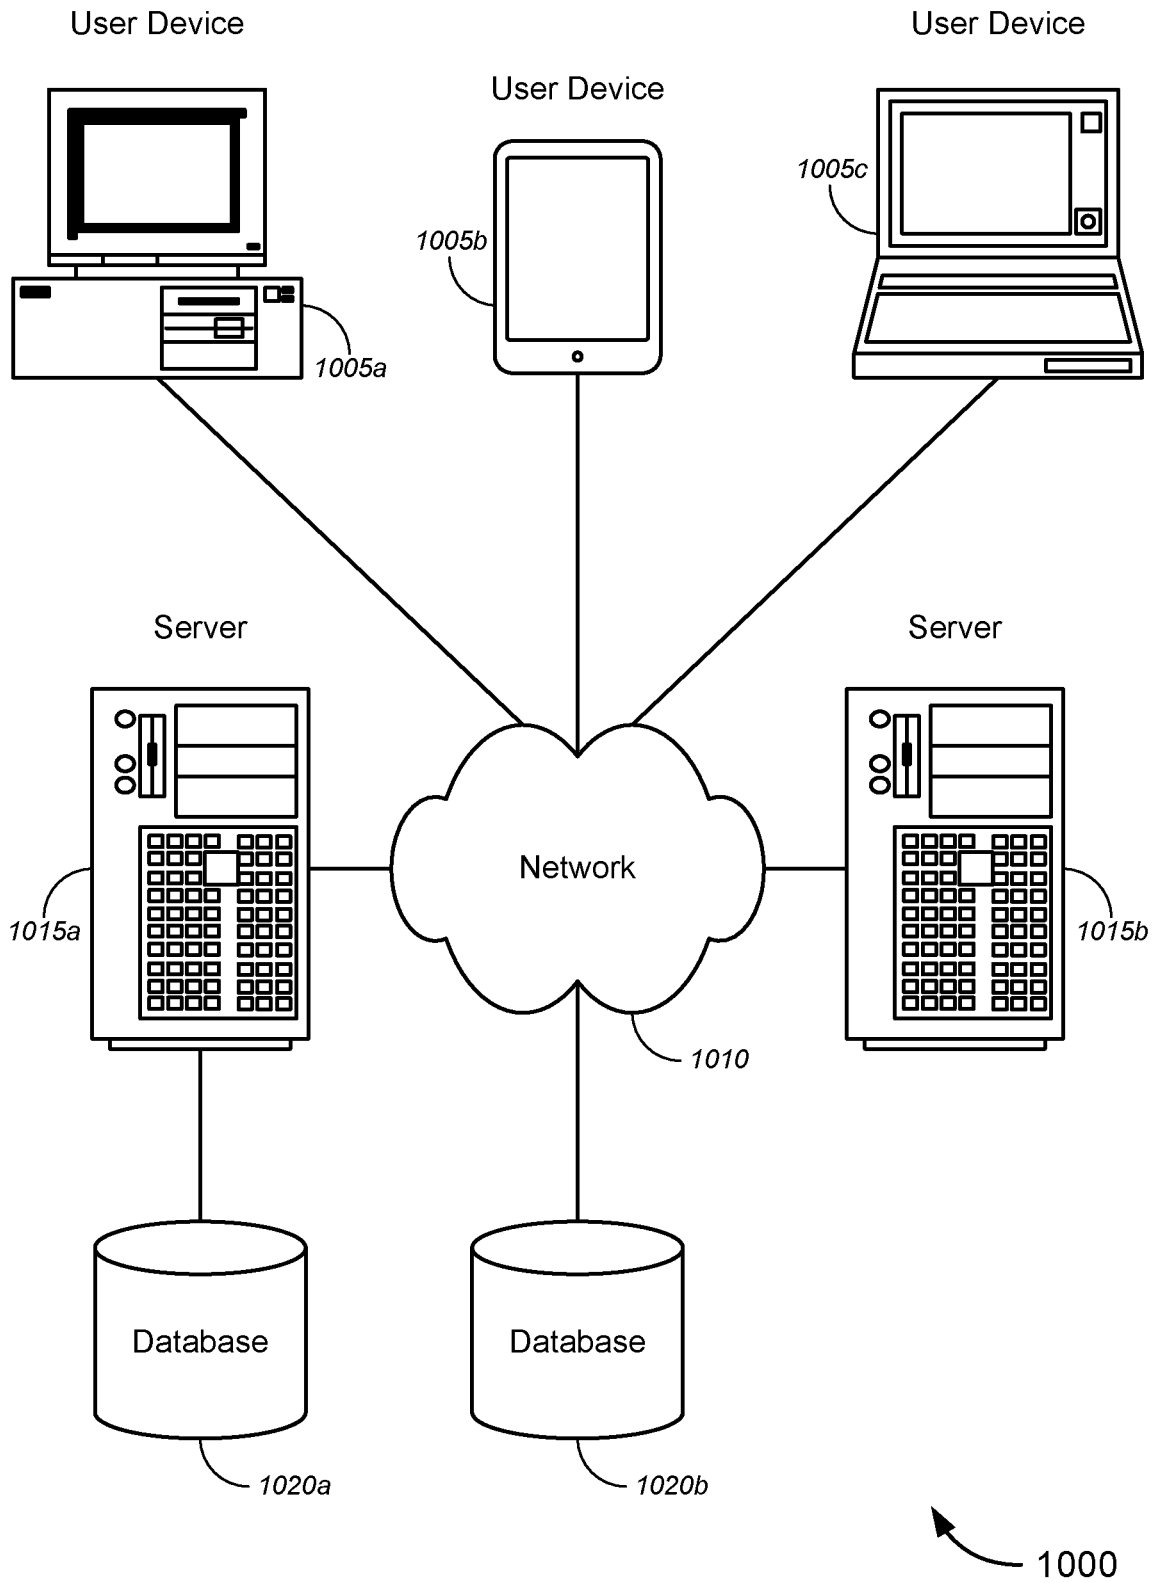 User Device
User Device
User Device
1005c
1005b
1005a
Server
Server
Network
1015a
1015b
1010
Database
Database
1020a
1020b
1000